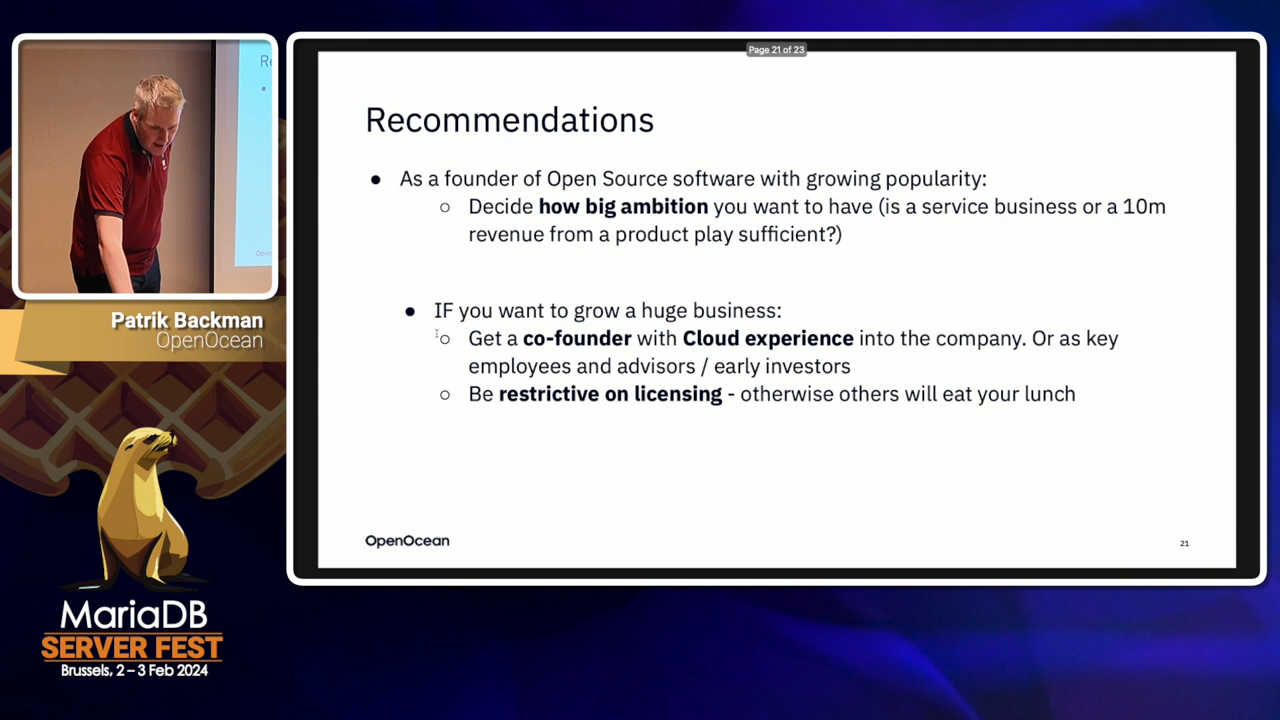 Page 21 of 23
Re
Recommendations
● As a founder of Open Source software with growing popularity:
○ Decide how big ambition you want to have (is a service business or a 10m
revenue from a product play sufficient?)
● IF you want to grow a huge business:
○ Get a co-founder with Cloud experience into the company. Or as key
employees and advisors / early investors
○ Be restrictive on licensing - otherwise others will eat your lunch
OpenOcean
21
Patrik Backman
OpenOcean
MariaDB
SERVER FEST
Brussels, 2 – 3 Feb 2024